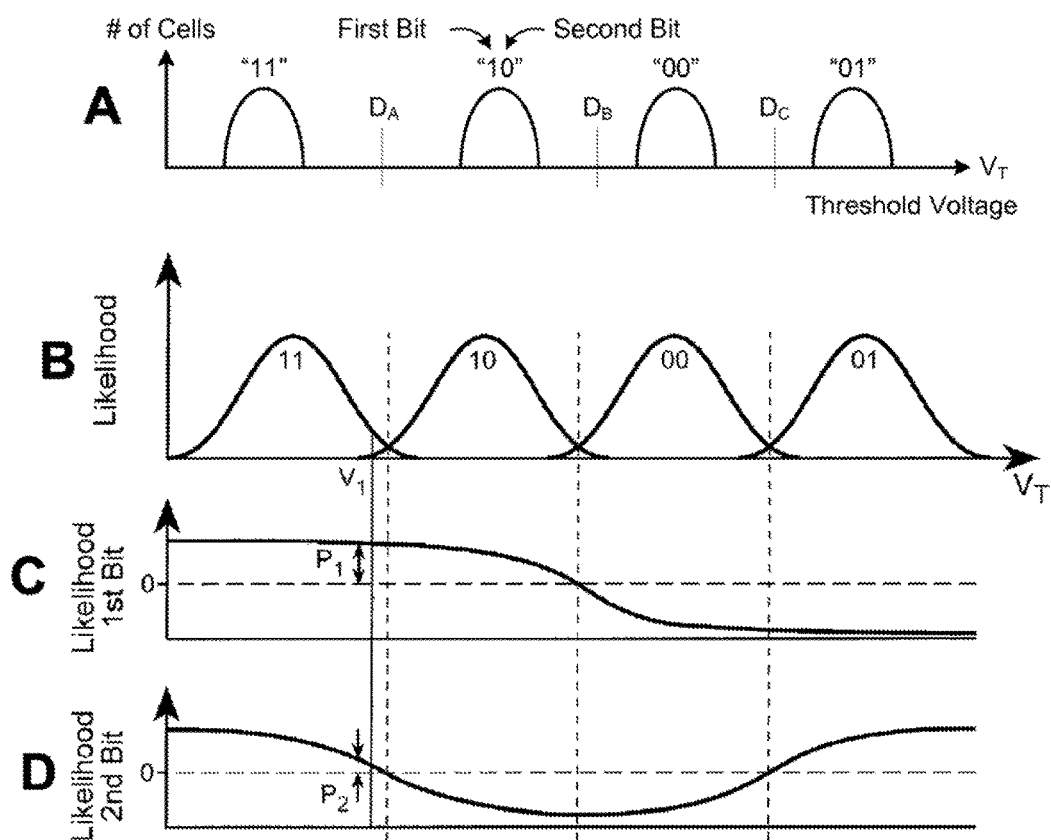 # of Cells
First Bit
Second Bit
A
“11”
“10”
“00”
“01”
D_A
D_B
D_C
V_T
Threshold Voltage
B
Likelihood
11
10
00
01
V_1
V_T
C
Likelihood
1st Bit
P_1
0
D
Likelihood
2nd Bit
0
P_2